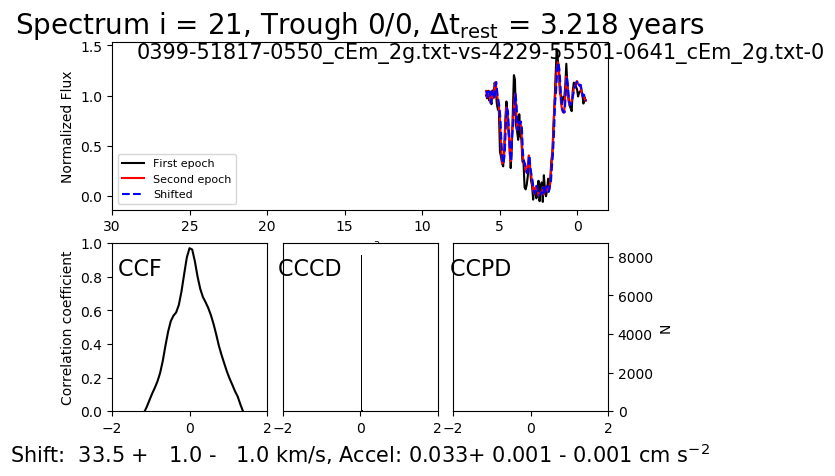 Spectrum i = 21, Trough 0/0, Δt_rest = 3.218 years
0399-51817-0550_cEm_2g.txt-vs-4229-55501-0641_cEm_2g.txt-0
Normalized Flux
1.5
1.0
0.5
0.0
First epoch
Second epoch
Shifted
30 25 20 15 10 5 0
Correlation coefficient
1.0
0.8
0.6
0.4
0.2
0.0
CCF
CCCD
CCPD
8000
6000
4000
2000
0
N
−2 0 2
−2 0 2
−2 0 2
Shift: 33.5 + 1.0 - 1.0 km/s, Accel: 0.033+ 0.001 - 0.001 cm s⁻²